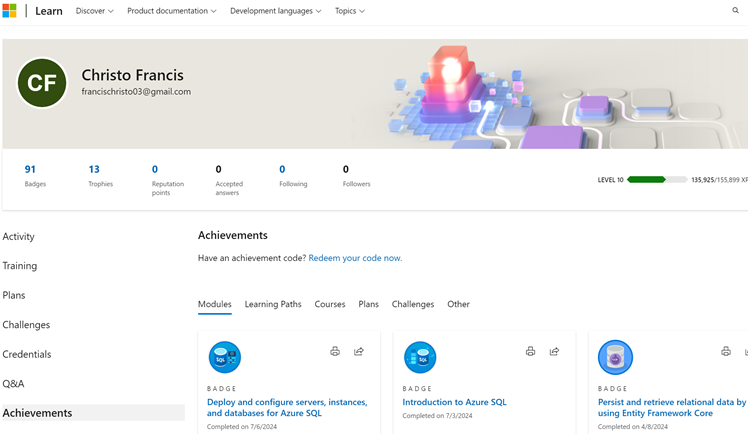 Learn Discover Product documentation Development languages Topics
CF
Christo Francis
francischristo03@gmail.com
91 13 0 0 0 0
Badges Trophies Reputation points Accepted answers Following Followers
LEVEL 10 135,925/155,899 XP
Activity
Training
Plans
Challenges
Credentials
Q&A
Achievements
Achievements
Have an achievement code? Redeem your code now.
Modules Learning Paths Courses Plans Challenges Other
SQL
BADGE
Deploy and configure servers, instances,
and databases for Azure SQL
Completed on 7/6/2024
SQL
BADGE
Introduction to Azure SQL
Completed on 7/3/2024
BADGE
Persist and retrieve relational data by
using Entity Framework Core
Completed on 4/8/2024